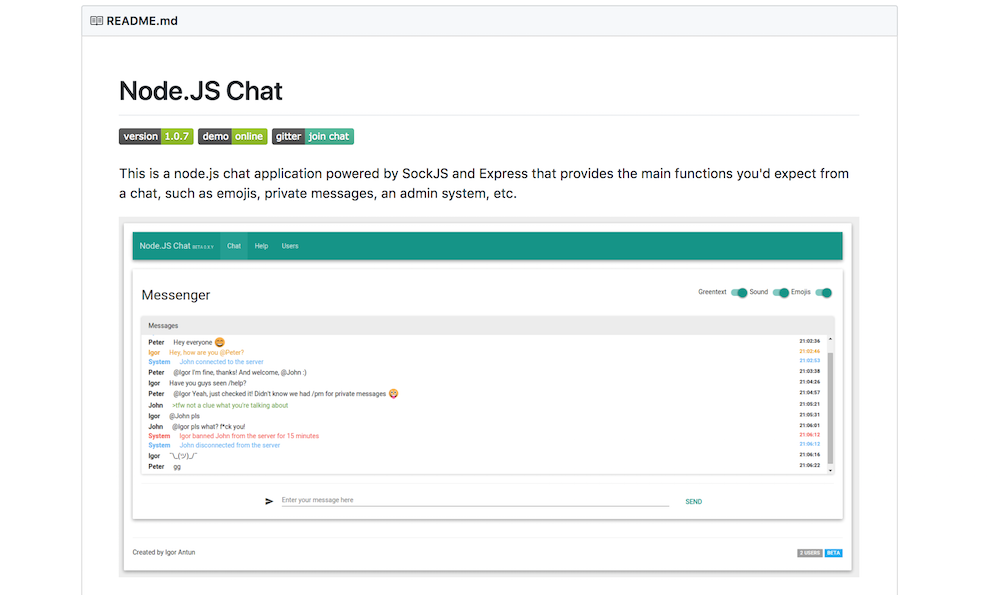 README.md
Node.JS Chat
version 1.0.7 demo online gitter join chat
This is a node.js chat application powered by SockJS and Express that provides the main functions you'd expect from
a chat, such as emojis, private messages, an admin system, etc.
Node.JS Chat BETA 0.X.Y Chat Help Users
Messenger Greentext Sound Emojis
Messages
Peter Hey everyone 😄 21:02:36
Igor Hey, how are you @Peter? 21:02:46
System John connected to the server 21:02:53
Peter @Igor I'm fine, thanks! And welcome, @John :) 21:03:38
Igor Have you guys seen /help? 21:04:26
Peter @Igor Yeah, just checked it! Didn't know we had /pm for private messages 😜 21:04:57
John >tfw not a clue what you're talking about 21:05:21
Igor @John pls 21:05:31
John @Igor pls what? f*ck you! 21:06:01
System Igor banned John from the server for 15 minutes 21:06:12
System John disconnected from the server 21:06:12
Igor ¯\_(ツ)_/¯ 21:06:16
Peter gg 21:06:22
Enter your message here SEND
Created by Igor Antun 2 USERS BETA